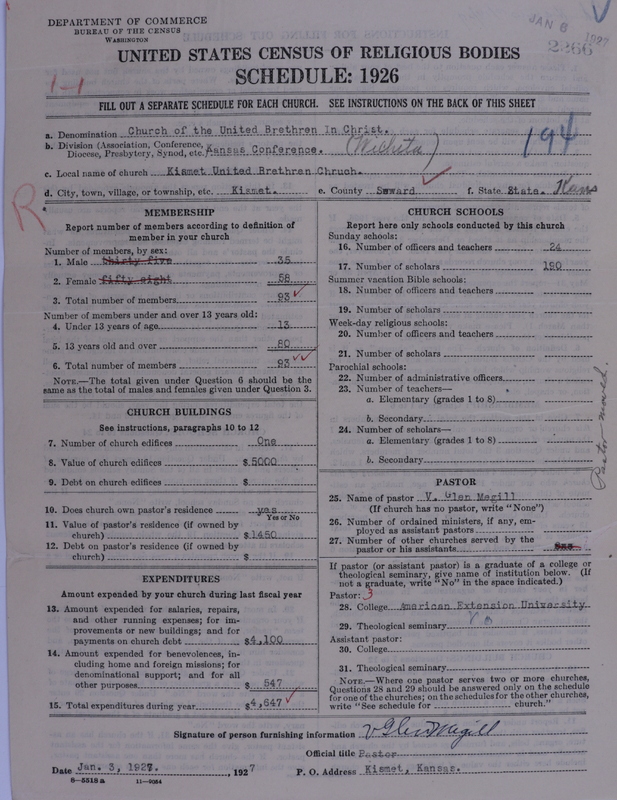 DEPARTMENT OF COMMERCE
BUREAU OF THE CENSUS
WASHINGTON
JAN 6 1927
2366
UNITED STATES CENSUS OF RELIGIOUS BODIES
SCHEDULE: 1926
1-1
FILL OUT A SEPARATE SCHEDULE FOR EACH CHURCH. SEE INSTRUCTIONS ON THE BACK OF THIS SHEET
a. Denomination Church of the United Brethren In Christ.
b. Division (Association, Conference, Diocese, Presbytery, Synod, etc.) Kansas Conference. (Wichita) 194
c. Local name of church Kismet United Brethren Chruch.
d. City, town, village, or township, etc. Kismet. e. County Seward f. State State. Kans
R
MEMBERSHIP
Report number of members according to definition of
member in your church
Number of members, by sex:
1. Male thirty five 35
2. Female fifty eight 58
3. Total number of members 93
Number of members under and over 13 years old:
4. Under 13 years of age 13
5. 13 years old and over 80
6. Total number of members 93
NOTE.—The total given under Question 6 should be the
same as the total of males and females given under Question 3.
CHURCH BUILDINGS
See instructions, paragraphs 10 to 12
7. Number of church edifices One
8. Value of church edifices $5000
9. Debt on church edifices $
10. Does church own pastor's residence yes
Yes or No
11. Value of pastor's residence (if owned by
church) $1450
12. Debt on pastor's residence (if owned by
church) $
EXPENDITURES
Amount expended by your church during last fiscal year
13. Amount expended for salaries, repairs,
and other running expenses; for im-
provements or new buildings; and for
payments on church debt $4,100
14. Amount expended for benevolences, in-
cluding home and foreign missions; for
denominational support; and for all
other purposes $ 547
15. Total expenditures during year $4,647
CHURCH SCHOOLS
Report here only schools conducted by this church
Sunday schools:
16. Number of officers and teachers 24
17. Number of scholars 190
Summer vacation Bible schools:
18. Number of officers and teachers
19. Number of scholars
Week-day religious schools:
20. Number of officers and teachers
21. Number of scholars
Parochial schools:
22. Number of administrative officers
23. Number of teachers—
a. Elementary (grades 1 to 8)
b. Secondary
24. Number of scholars—
a. Elementary (grades 1 to 8)
b. Secondary
Pastor moved.
PASTOR
25. Name of pastor V. Glen Megill
(If church has no pastor, write "None")
26. Number of ordained ministers, if any, em-
ployed as assistant pastors
27. Number of other churches served by the
pastor or his assistants
If pastor (or assistant pastor) is a graduate of a college or
theological seminary, give name of institution below. (If
not a graduate, write "No" in the space indicated.)
Pastor: 3
28. College American Extension University
29. Theological seminary No
Assistant pastor:
30. College
31. Theological seminary
NOTE.—Where one pastor serves two or more churches,
Questions 28 and 29 should be answered only on the schedule
for one of the churches; on the schedules for the other churches,
write "See schedule for church."
Signature of person furnishing information V Glen Megill
Official title Pastor
Date Jan. 3, 1927. , 1927 P. O. Address Kismet, Kansas.
8-5518a 11-9054